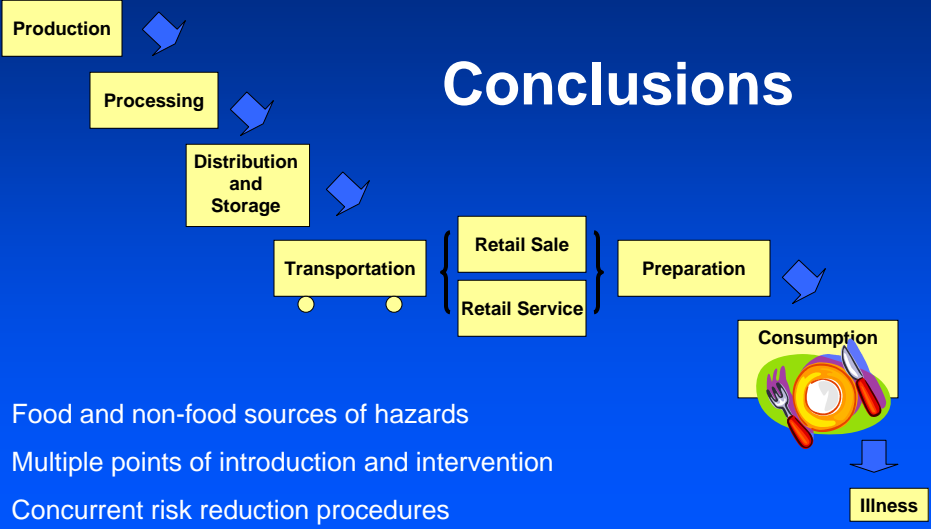 Production
Conclusions
Processing
Distribution
and
Storage
Transportation
Retail Sale
Retail Service
Preparation
Consumption
Food and non-food sources of hazards
Multiple points of introduction and intervention
Concurrent risk reduction procedures
Illness